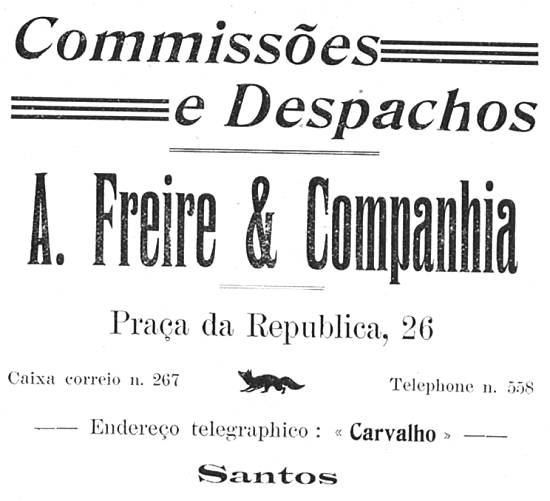 Commissões
e Despachos
A. Freire & Companhia
Praça da Republica, 26
Caixa correio n. 267
Telephone n. 558
Endereço telegraphico: « Carvalho »
Santos